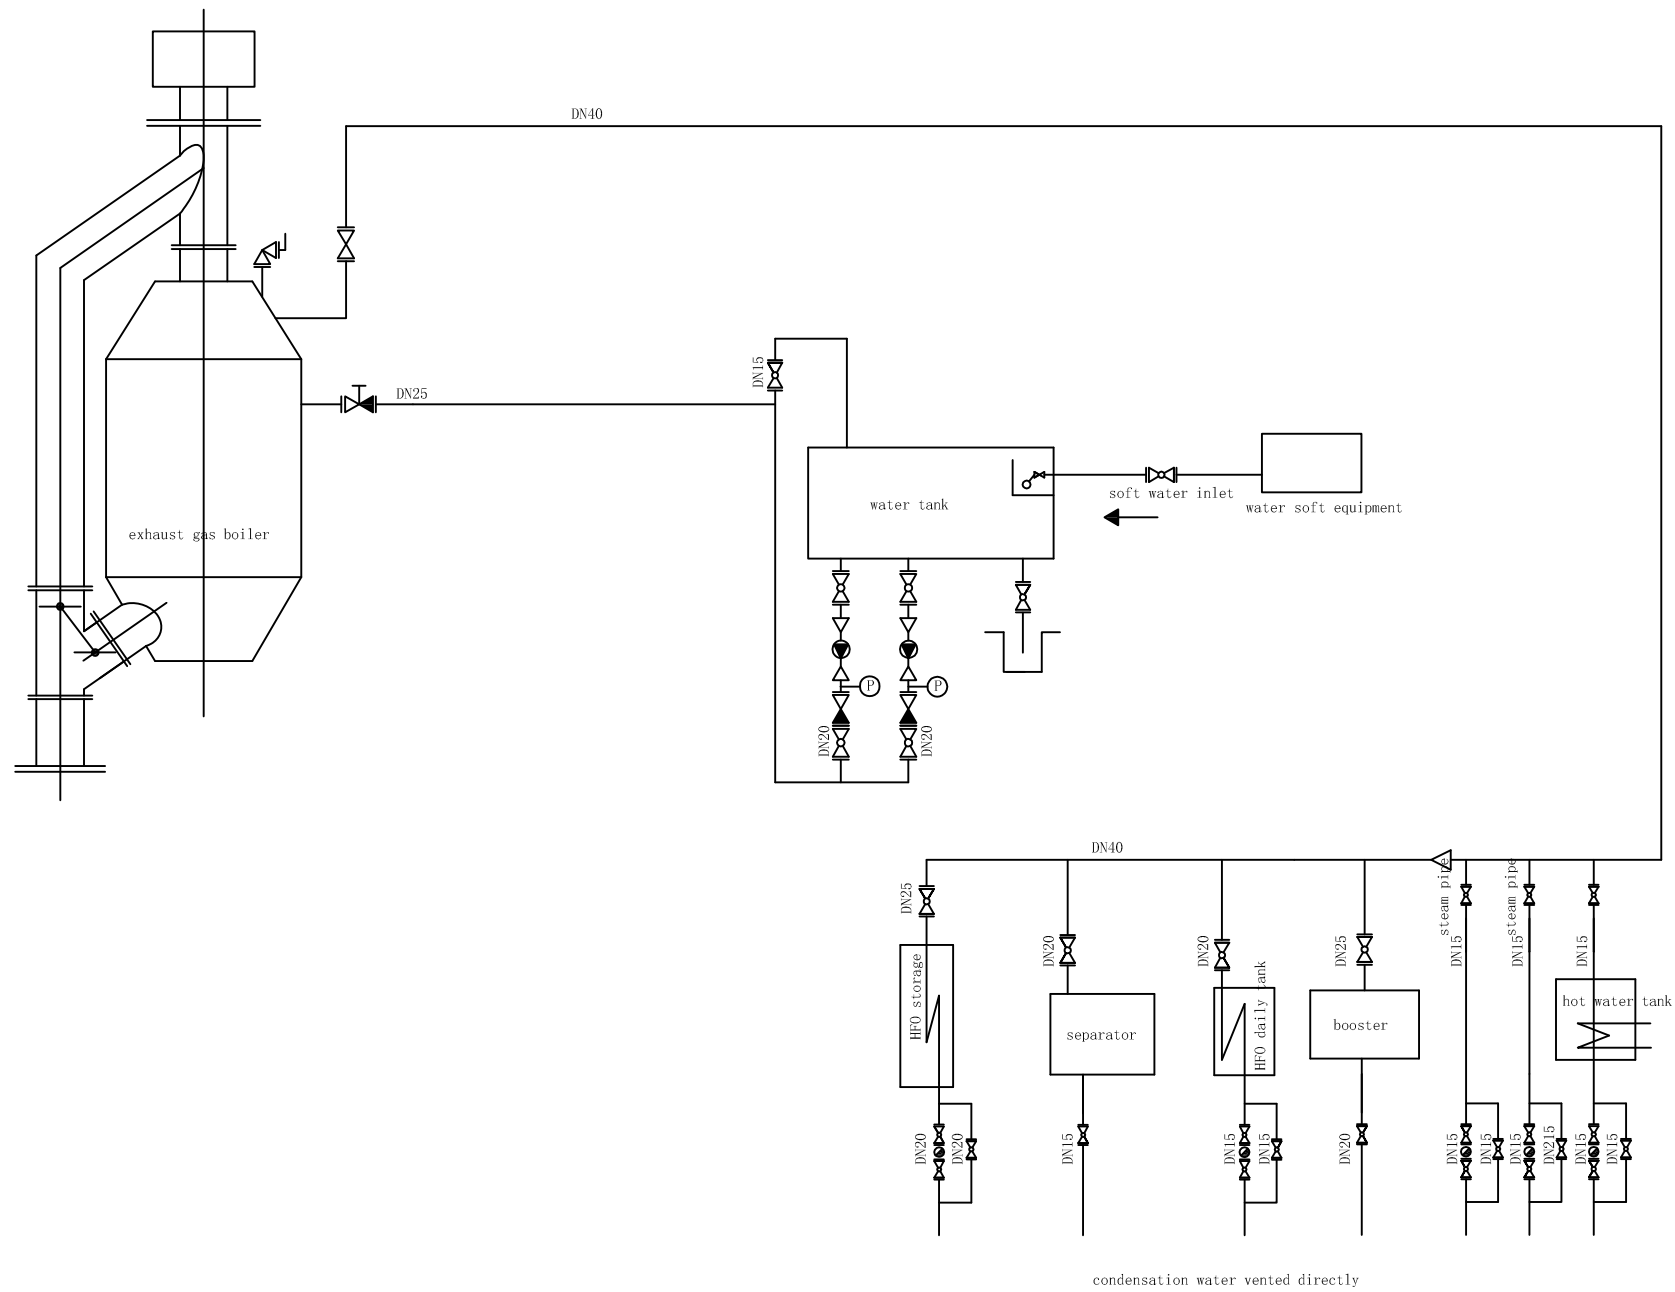 DN40
DN15
DN25
water tank
soft water inlet
water soft equipment
exhaust gas boiler
P
P
DN20
DN20
DN40
DN25
DN20
DN20
DN25
steam pipe
DN15
steam pipe
DN15
DN15
HFO storage
separator
HFO daily tank
booster
hot water tank
DN20
DN20
DN15
DN15
DN15
DN20
DN15
DN15
DN15
DN215
DN15
DN15
condensation water vented directly